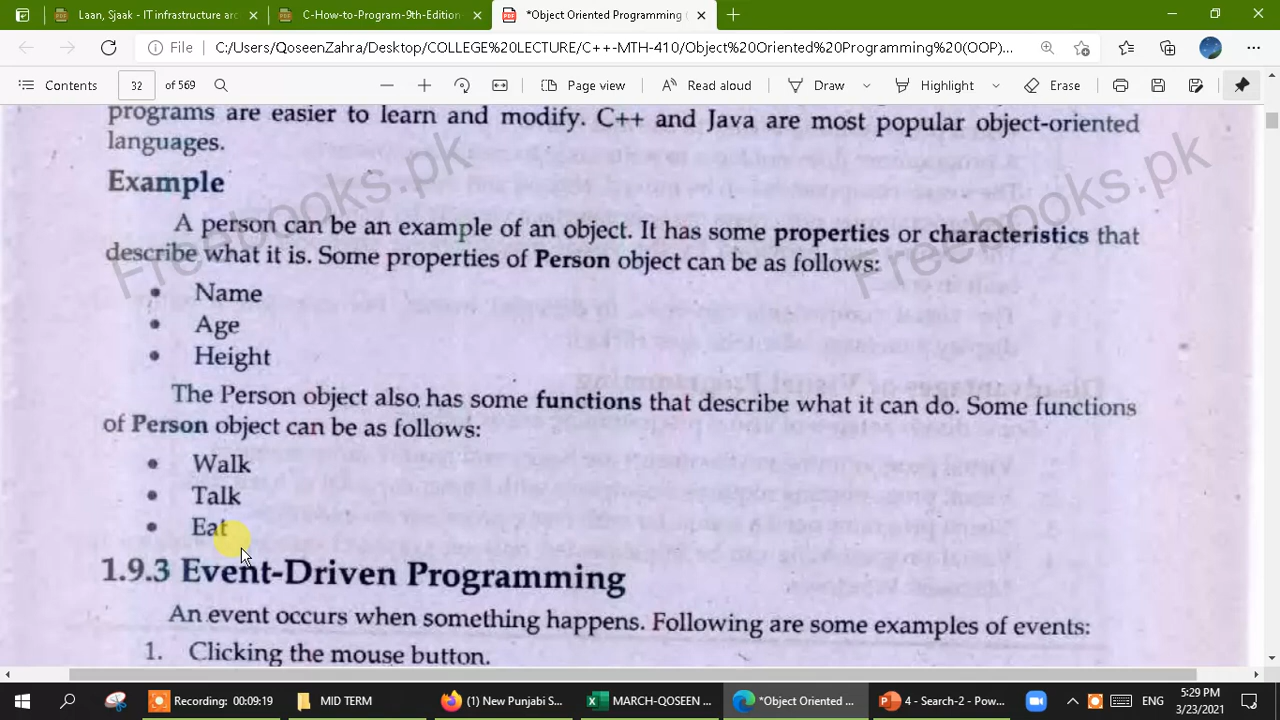 Laan, Sjaak - IT infrastructure arc
C-How-to-Program-9th-Edition
*Object Oriented Programming (
File
C:/Users/QoseenZahra/Desktop/COLLEGE%20LECTURE/C++-MTH-410/Object%20Oriented%20Programming%20(OOP)...
Contents
32 of 569
Page view
Read aloud
Draw
Highlight
Erase
programs are easier to learn and modify. C++ and Java are most popular object-oriented
languages.
Example
A person can be an example of an object. It has some properties or characteristics that
describe what it is. Some properties of Person object can be as follows:
• Name
• Age
• Height
The Person object also has some functions that describe what it can do. Some functions
of Person object can be as follows:
• Walk
• Talk
• Eat
1.9.3 Event-Driven Programming
An event occurs when something happens. Following are some examples of events:
1. Clicking the mouse button.
Freebooks.pk
Freebooks.pk
Recording: 00:09:19
MID TERM
(1) New Punjabi S...
MARCH-QOSEEN ...
*Object Oriented ...
4 - Search-2 - Pow...
ENG
5:29 PM
3/23/2021